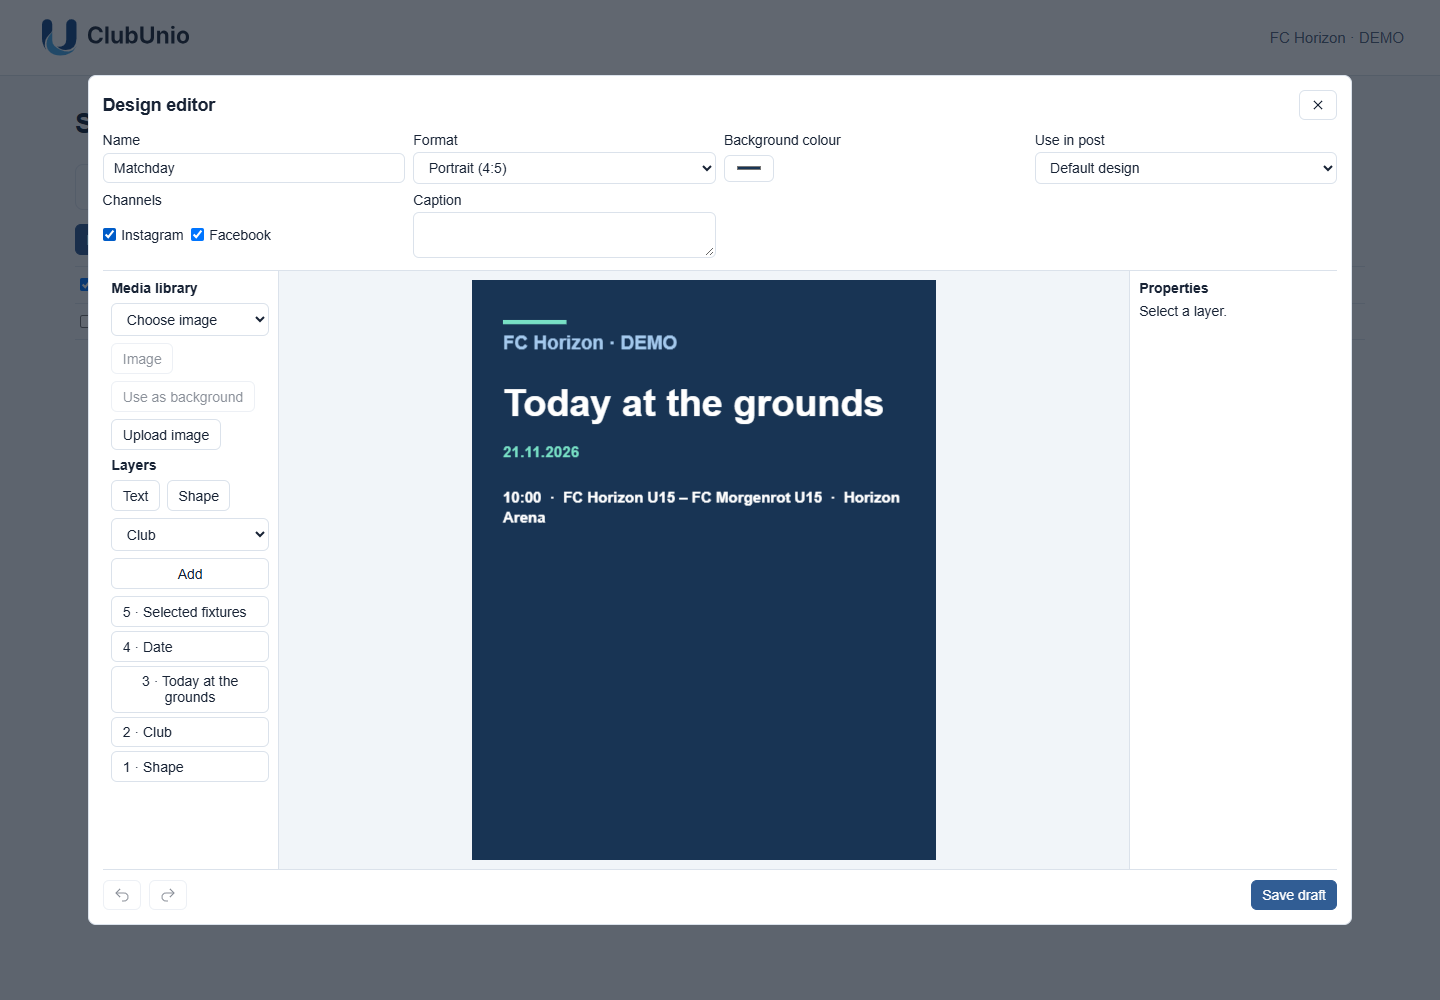 ClubUnio
FC Horizon · DEMO
Design editor
Name
Format
Background colour
Use in post
Matchday
Portrait (4:5)
Default design
Channels
Caption
Instagram
Facebook
Media library
Choose image
Image
Use as background
Upload image
Layers
Text
Shape
Club
Add
5 · Selected fixtures
4 · Date
3 · Today at the
grounds
2 · Club
1 · Shape
FC Horizon · DEMO
Today at the grounds
21.11.2026
10:00 · FC Horizon U15 – FC Morgenrot U15 · Horizon
Arena
Properties
Select a layer.
Save draft